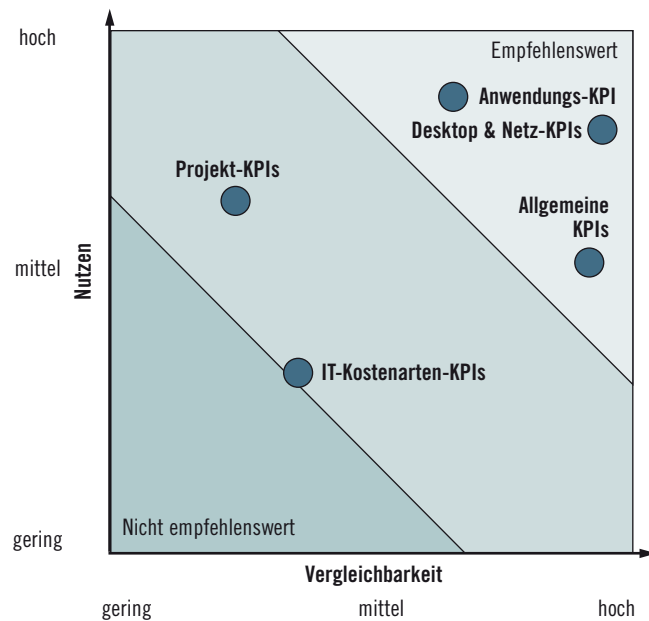 hoch
Empfehlenswert
Anwendungs-KPI
Desktop & Netz-KPIs
Projekt-KPIs
Allgemeine
KPIs
mittel
Nutzen
IT-Kostenarten-KPIs
Nicht empfehlenswert
gering
Vergleichbarkeit
gering
mittel
hoch